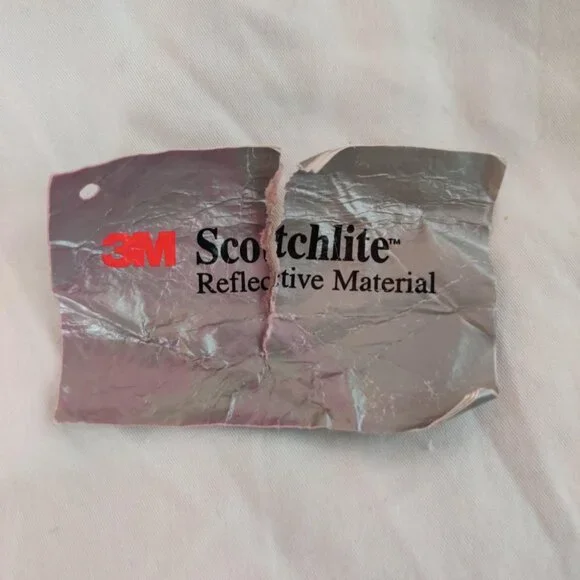 3M Scotchlite™
Reflective Material